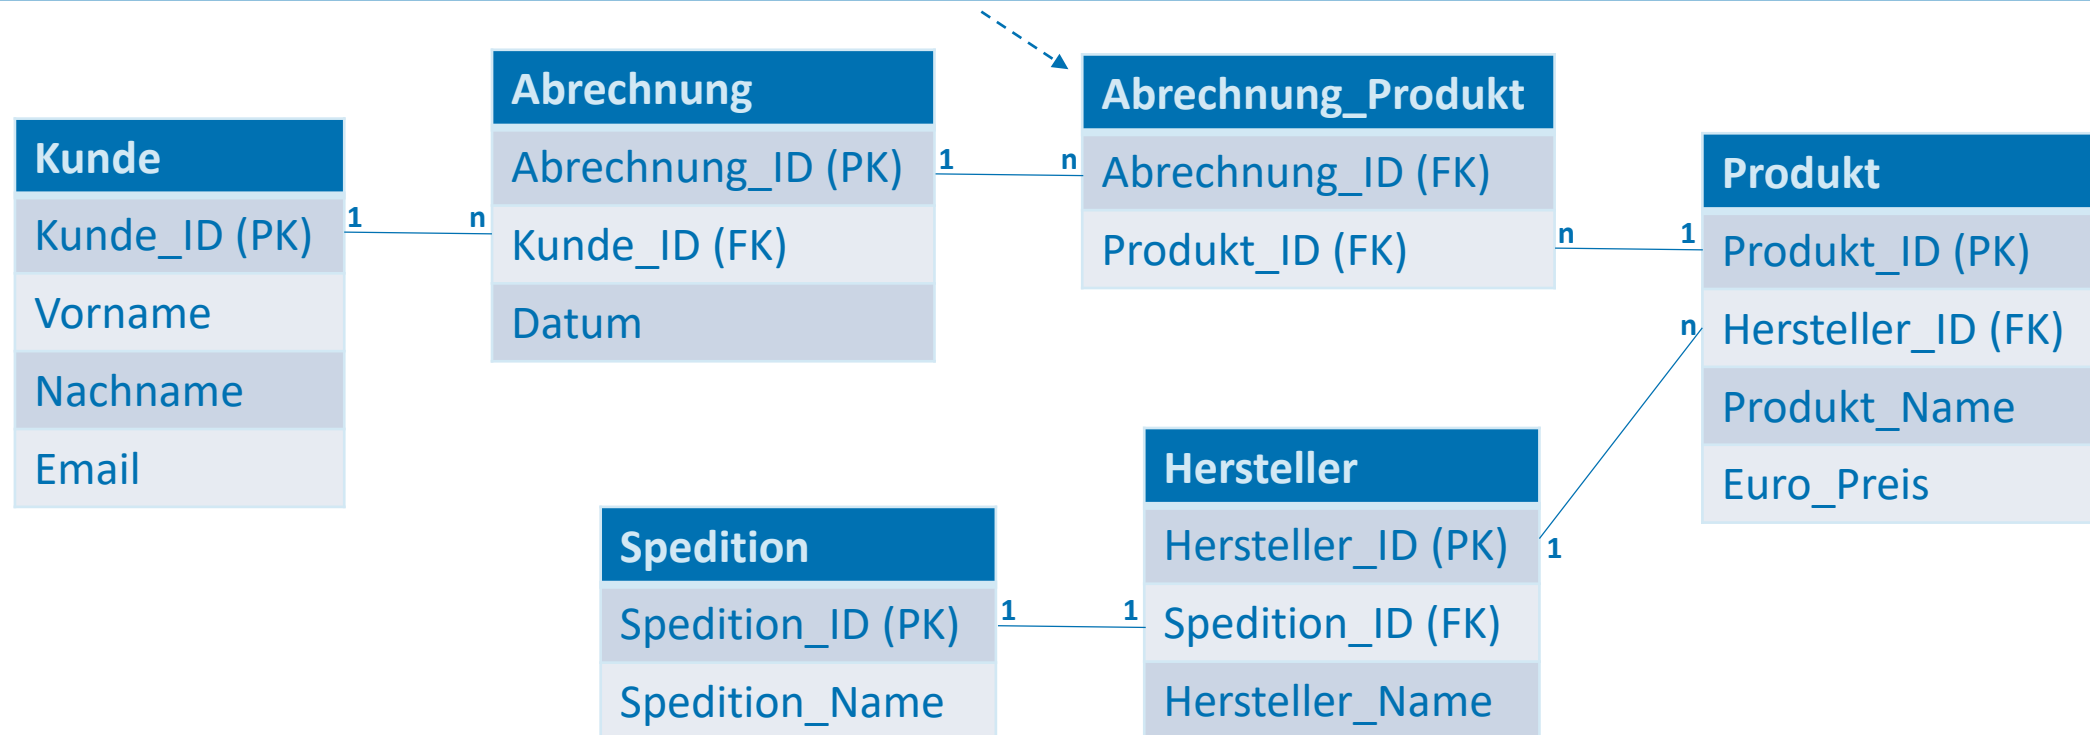 Kunde
Kunde_ID (PK)
Vorname
Nachname
Email
1
n
Abrechnung
Abrechnung_ID (PK)
Kunde_ID (FK)
Datum
1
n
Abrechnung_Produkt
Abrechnung_ID (FK)
Produkt_ID (FK)
n
1
Produkt
Produkt_ID (PK)
Hersteller_ID (FK)
Produkt_Name
Euro_Preis
n
1
Spedition
Spedition_ID (PK)
Spedition_Name
1
1
Hersteller
Hersteller_ID (PK)
Spedition_ID (FK)
Hersteller_Name